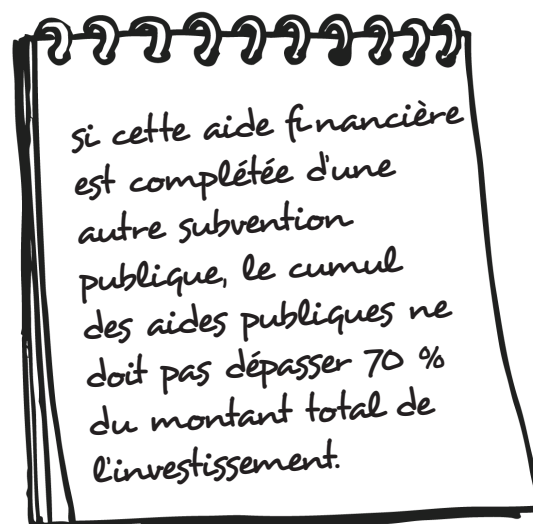 si cette aide financière
est complétée d'une
autre subvention
publique, le cumul
des aides publiques ne
doit pas dépasser 70 %
du montant total de
l'investissement.